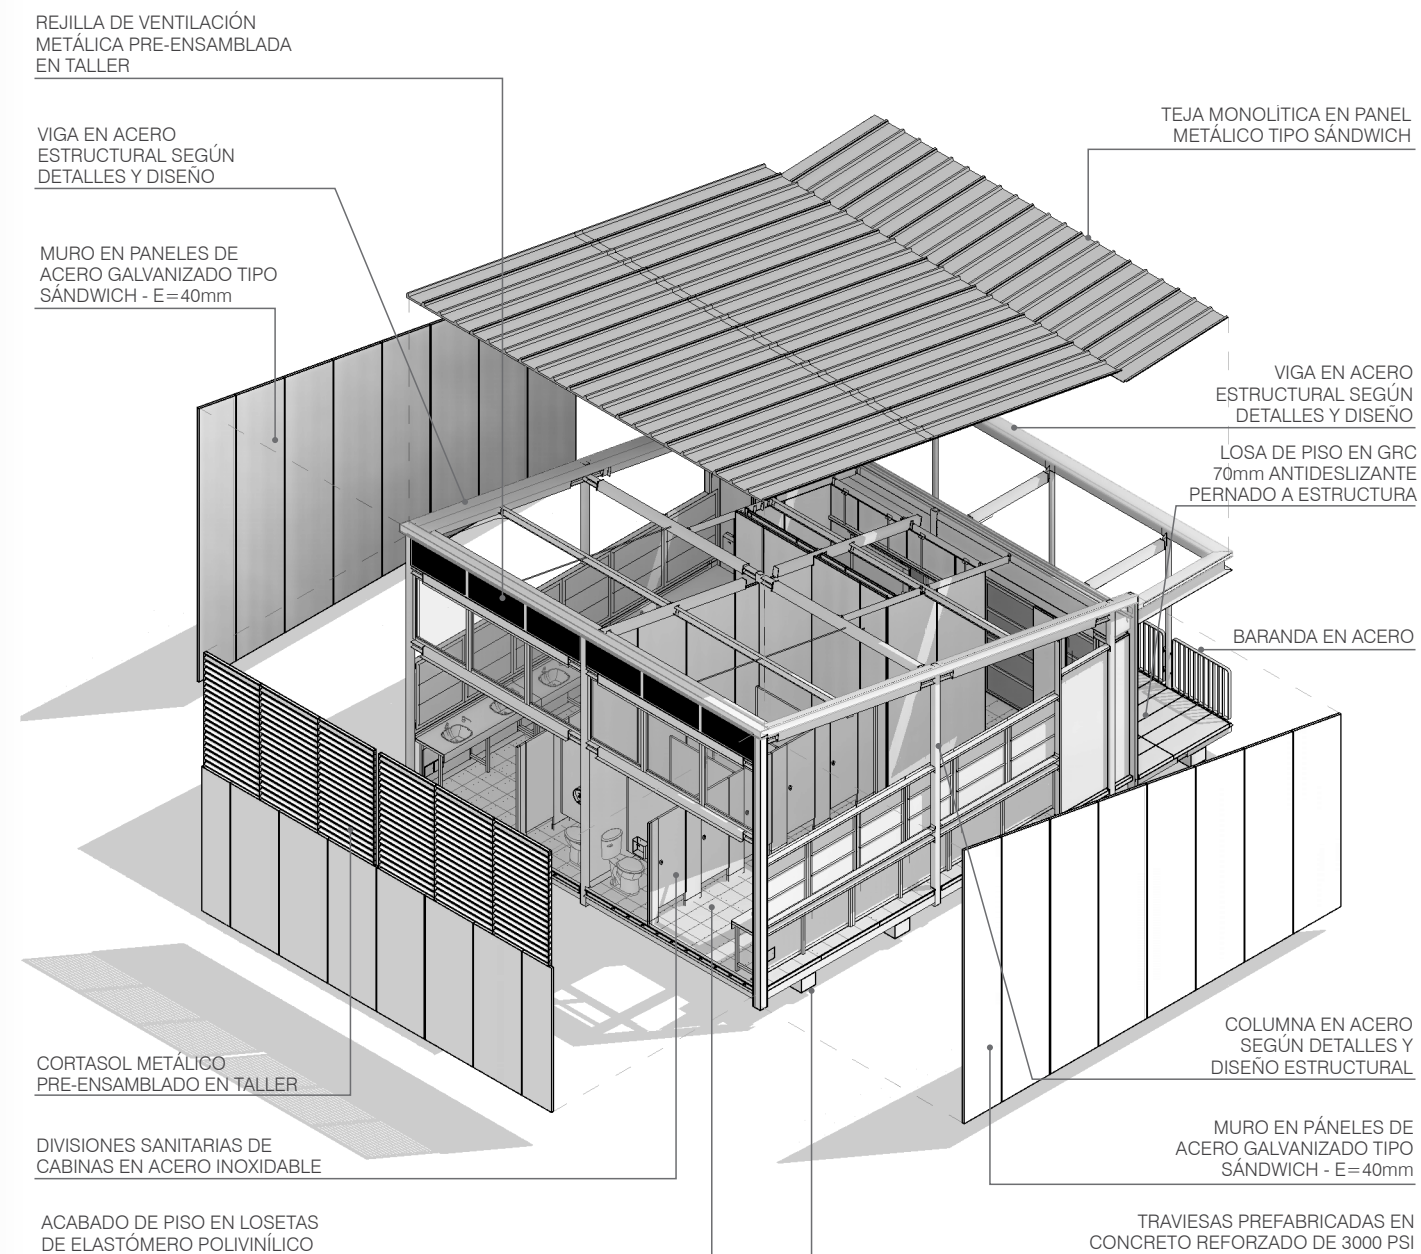 REJILLA DE VENTILACIÓN
METÁLICA PRE-ENSAMBLADA
EN TALLER
VIGA EN ACERO
ESTRUCTURAL SEGÚN
DETALLES Y DISEÑO
MURO EN PANELES DE
ACERO GALVANIZADO TIPO
SÁNDWICH - E=40mm
CORTASOL METÁLICO
PRE-ENSAMBLADO EN TALLER
DIVISIONES SANITARIAS DE
CABINAS EN ACERO INOXIDABLE
ACABADO DE PISO EN LOSETAS
DE ELASTÓMERO POLIVINÍLICO
TEJA MONOLÍTICA EN PANEL
METÁLICO TIPO SÁNDWICH
VIGA EN ACERO
ESTRUCTURAL SEGÚN
DETALLES Y DISEÑO
LOSA DE PISO EN GRC
70mm ANTIDESLIZANTE
PERNADO A ESTRUCTURA
BARANDA EN ACERO
COLUMNA EN ACERO
SEGÚN DETALLES Y
DISEÑO ESTRUCTURAL
MURO EN PÁNELES DE
ACERO GALVANIZADO TIPO
SÁNDWICH - E=40mm
TRAVIESAS PREFABRICADAS EN
CONCRETO REFORZADO DE 3000 PSI